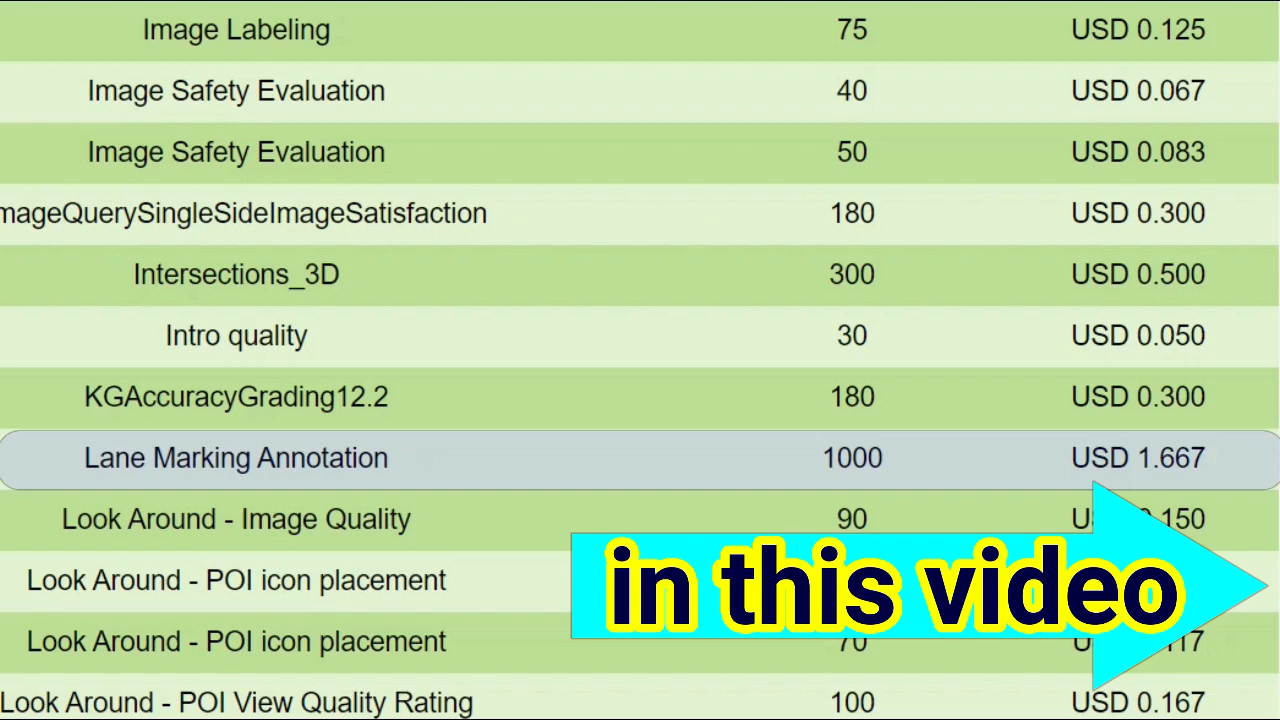 Image Labeling 75 USD 0.125
Image Safety Evaluation 40 USD 0.067
Image Safety Evaluation 50 USD 0.083
mageQuerySingleSideImageSatisfaction 180 USD 0.300
Intersections_3D 300 USD 0.500
Intro quality 30 USD 0.050
KGAccuracyGrading12.2 180 USD 0.300
Lane Marking Annotation 1000 USD 1.667
Look Around - Image Quality 90
Look Around - POI icon placement
in this video
Look Around - POI icon placement 70
Look Around - POI View Quality Rating 100 USD 0.167